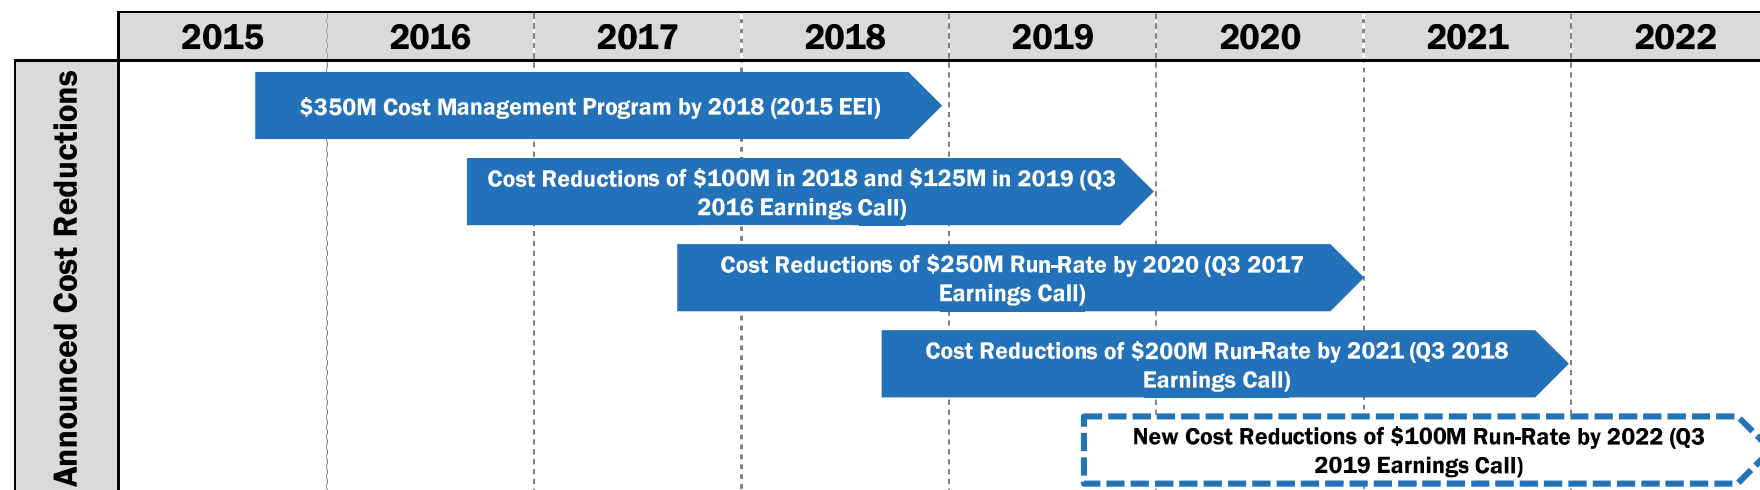 2015 2016 2017 2018 2019 2020 2021 2022
Announced Cost Reductions
$350M Cost Management Program by 2018 (2015 EEI)
Cost Reductions of $100M in 2018 and $125M in 2019 (Q3
2016 Earnings Call)
Cost Reductions of $250M Run-Rate by 2020 (Q3 2017
Earnings Call)
Cost Reductions of $200M Run-Rate by 2021 (Q3 2018
Earnings Call)
New Cost Reductions of $100M Run-Rate by 2022 (Q3
2019 Earnings Call)